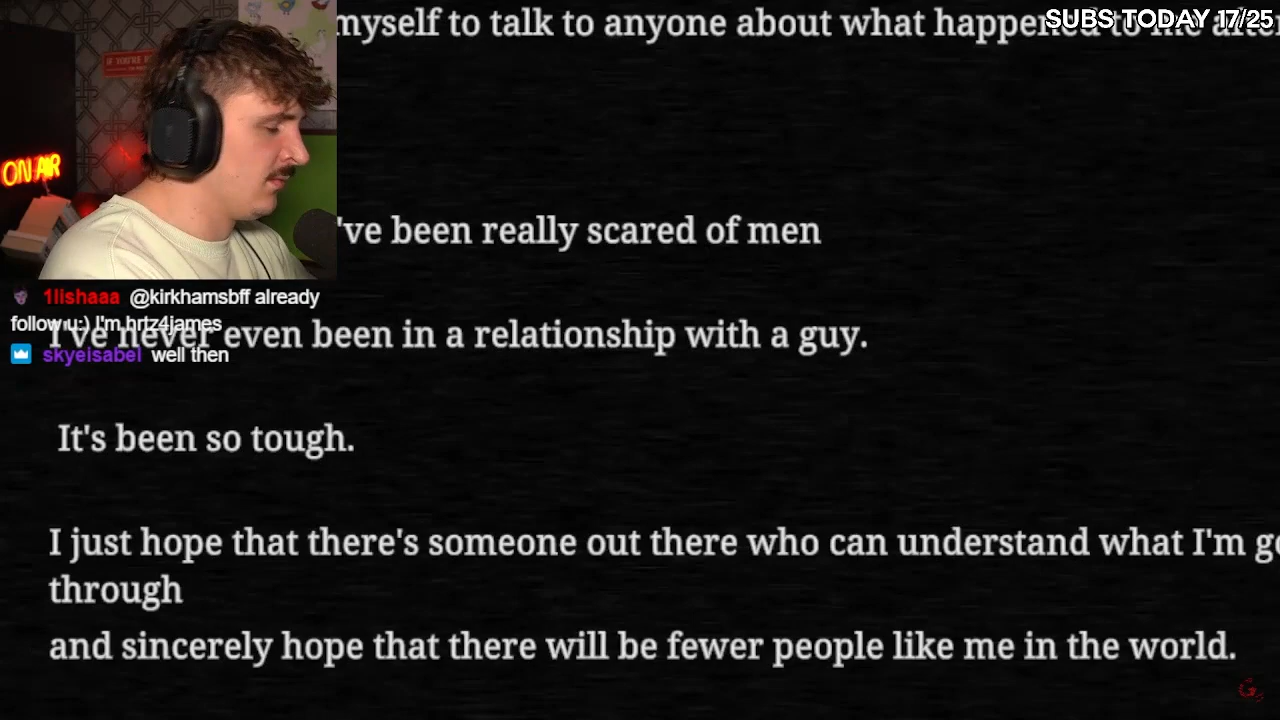 myself to talk to anyone about what happened to me after
SUBS TODAY 17/25
ON AIR
've been really scared of men
1lishaaa @kirkhamsbff already
follow u:) I'm hrtz4james
I've never even been in a relationship with a guy.
skyeisabel well then
It's been so tough.
I just hope that there's someone out there who can understand what I'm go
through
and sincerely hope that there will be fewer people like me in the world.